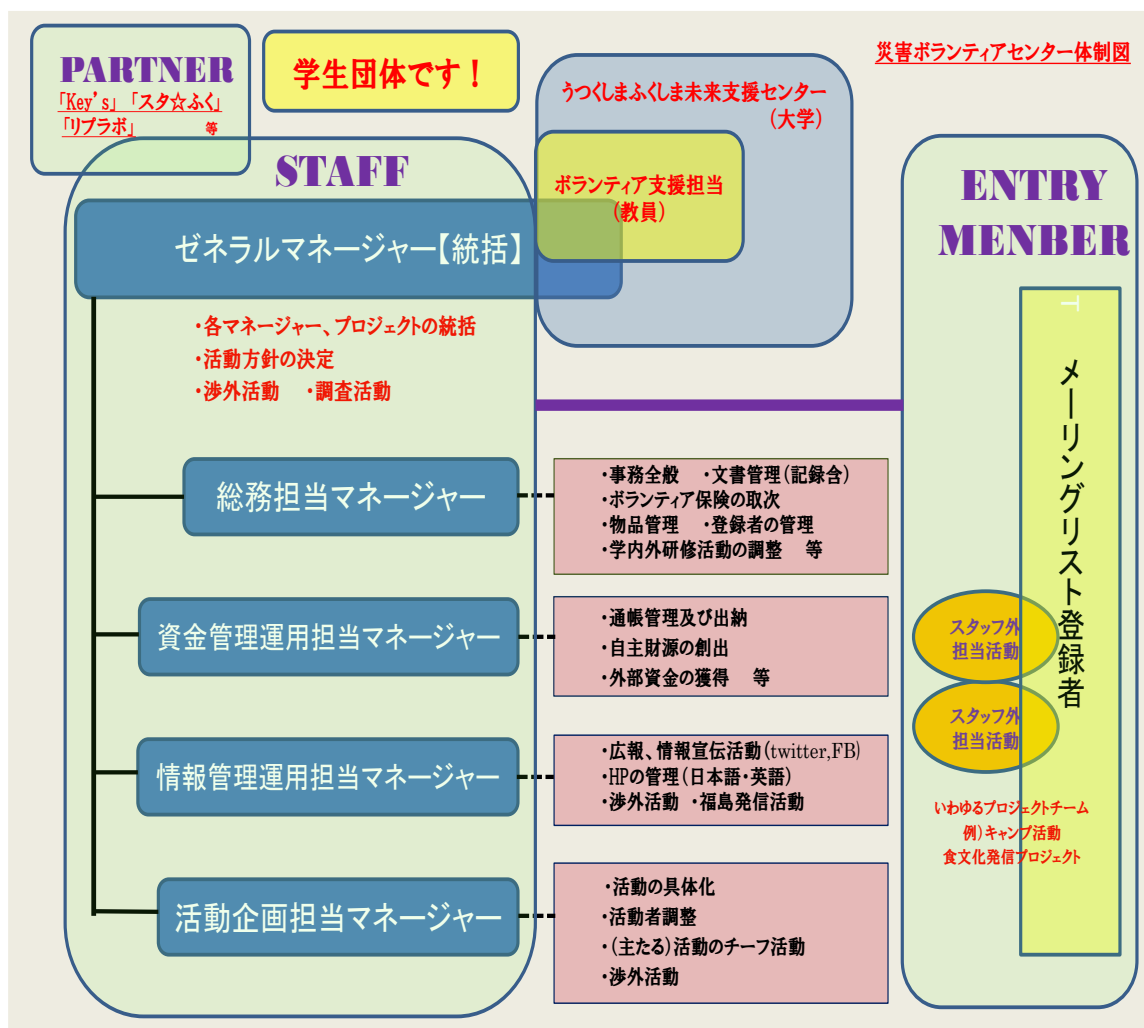 災害ボランティアセンター体制図
PARTNER
「Key's」「スタ☆ふく」
「リプラボ」 等
学生団体です！
うつくしまふくしま未来支援センター
(大学)
ボランティア支援担当
(教員)
STAFF
ゼネラルマネージャー【統括】
・各マネージャー、プロジェクトの統括
・活動方針の決定
・渉外活動 ・調査活動
総務担当マネージャー
・事務全般 ・文書管理(記録含)
・ボランティア保険の取次
・物品管理 ・登録者の管理
・学内外研修活動の調整 等
資金管理運用担当マネージャー
・通帳管理及び出納
・自主財源の創出
・外部資金の獲得 等
情報管理運用担当マネージャー
・広報、情報宣伝活動(twitter,FB)
・HPの管理(日本語・英語)
・渉外活動 ・福島発信活動
活動企画担当マネージャー
・活動の具体化
・活動者調整
・(主たる)活動のチーフ活動
・渉外活動
ENTRY
MENBER
T
メーリングリスト登録者
スタッフ外
担当活動
スタッフ外
担当活動
いわゆるプロジェクトチーム
例)キャンプ活動
食文化発信プロジェクト